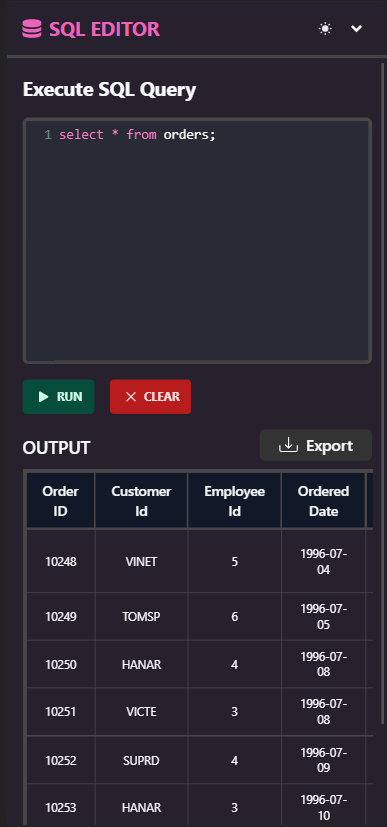 SQL EDITOR
Execute SQL Query
1 select * from orders;
RUN
CLEAR
OUTPUT
Export
Order ID Customer Id Employee Id Ordered Date
10248 VINET 5 1996-07-04
10249 TOMSP 6 1996-07-05
10250 HANAR 4 1996-07-08
10251 VICTE 3 1996-07-08
10252 SUPRD 4 1996-07-09
10253 HANAR 3 1996-07-10